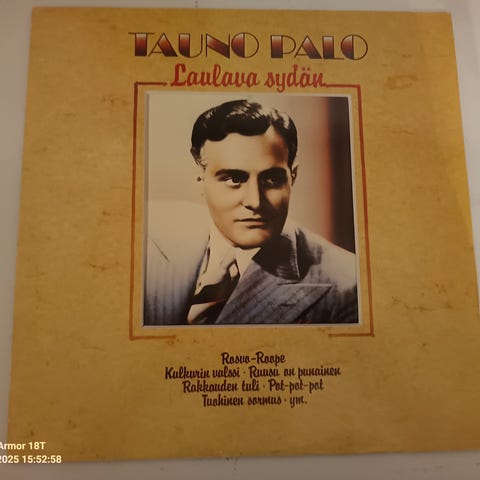 TAUNO PALO
Laulava sydän
Rosvo-Roope
Kulkurin valssi · Ruusu on punainen
Rakkauden tuli · Pot-pot-pot
Tuohinen sormus · ym.
Armor 18T
2025 15:52:58